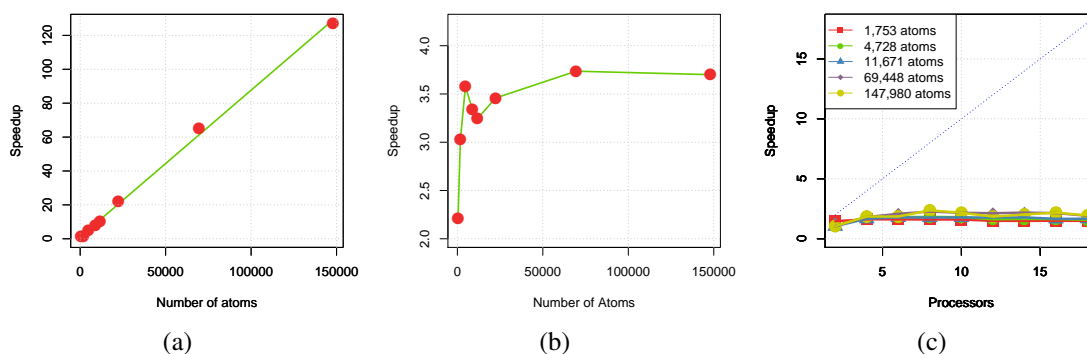 120
100
80
60
40
20
0
Speedup
0
50000
100000
150000
Number of atoms
(a)
4.0
3.5
3.0
2.5
2.0
Speedup
0
50000
100000
150000
Number of Atoms
(b)
1,753 atoms
4,728 atoms
11,671 atoms
69,448 atoms
147,980 atoms
15
10
5
0
Speedup
5
10
15
Processors
(c)